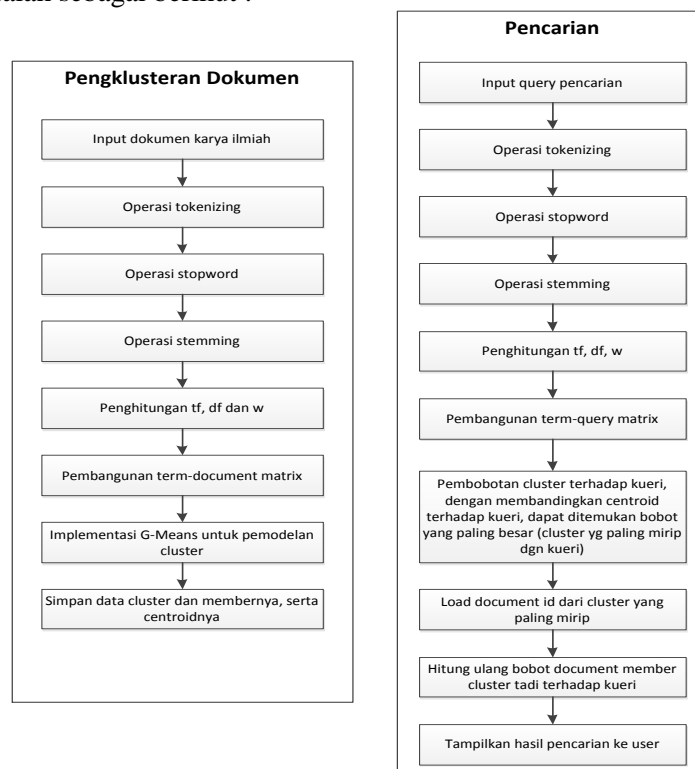 Pengklusteran Dokumen
Input dokumen karya ilmiah
Operasi tokenizing
Operasi stopword
Operasi stemming
Penghitungan tf, df dan w
Pembangunan term-document matrix
Implementasi G-Means untuk pemodelan
cluster
Simpan data cluster dan membernya, serta
centroidnya
Pencarian
Input query pencarian
Operasi tokenizing
Operasi stopword
Operasi stemming
Penghitungan tf, df, w
Pembangunan term-query matrix
Pembobotan cluster terhadap kueri,
dengan membandingkan centroid
terhadap kueri, dapat ditemukan bobot
yang paling besar (cluster yg paling mirip
dgn kueri)
Load document id dari cluster yang
paling mirip
Hitung ulang bobot document member
cluster tadi terhadap kueri
Tampilkan hasil pencarian ke user